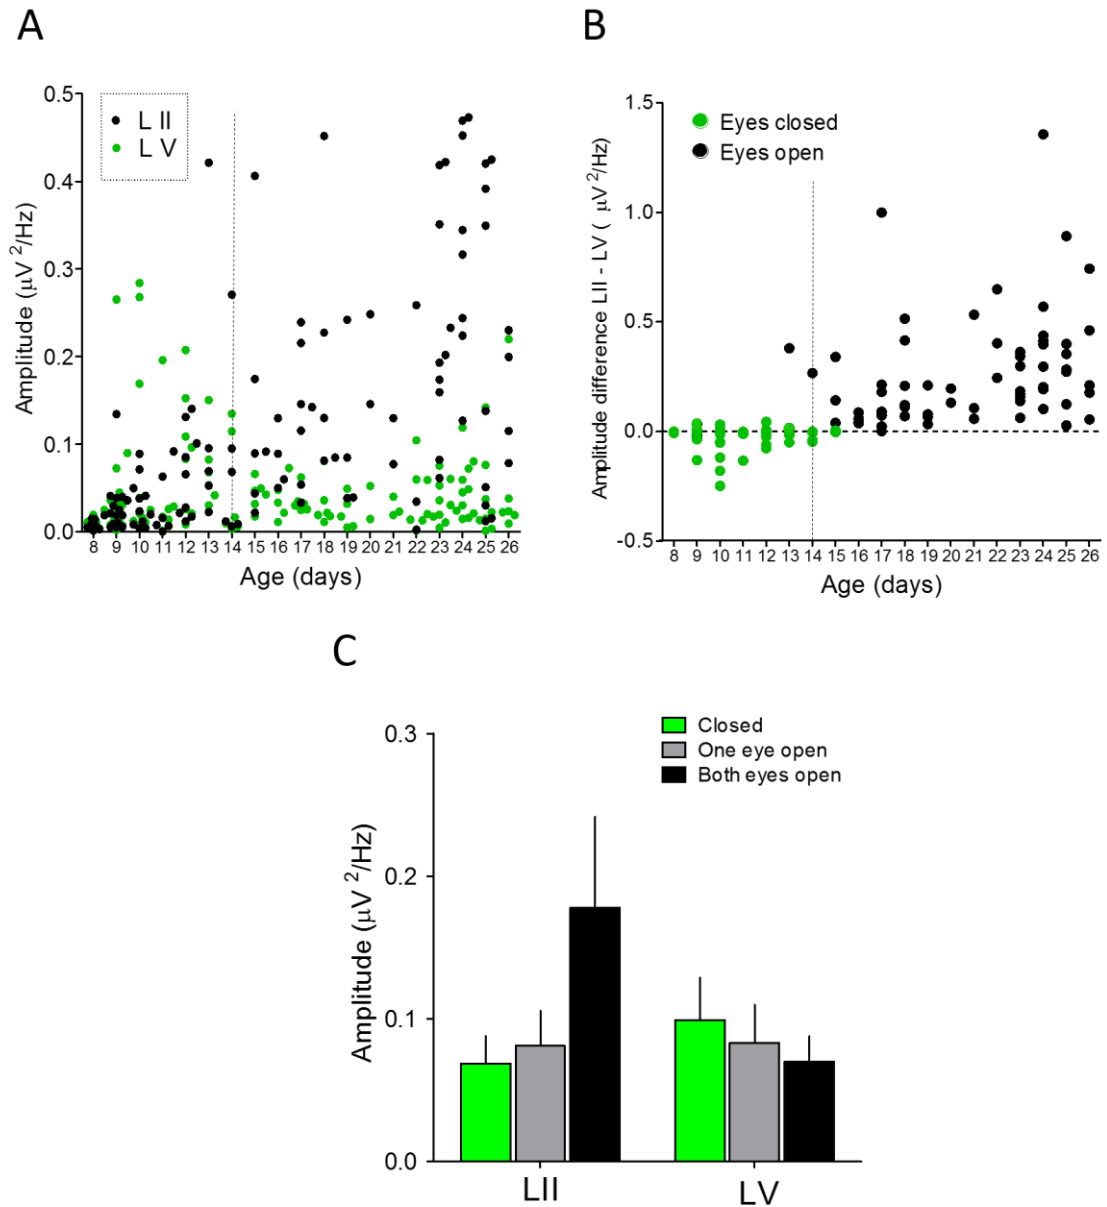 A
B
0.5
0.4
0.3
0.2
0.1
0.0
L II
L V
Amplitude (μV ²/Hz)
8 9 10 11 12 13 14 15 16 17 18 19 20 21 22 23 24 25 26
Age (days)
1.5
1.0
0.5
0.0
-0.5
Eyes closed
Eyes open
Amplitude difference LII - LV ( μV ²/Hz)
8 9 10 11 12 13 14 15 16 17 18 19 20 21 22 23 24 25 26
Age (days)
C
0.3
0.2
0.1
0.0
Closed
One eye open
Both eyes open
Amplitude (μV ²/Hz)
LII LV